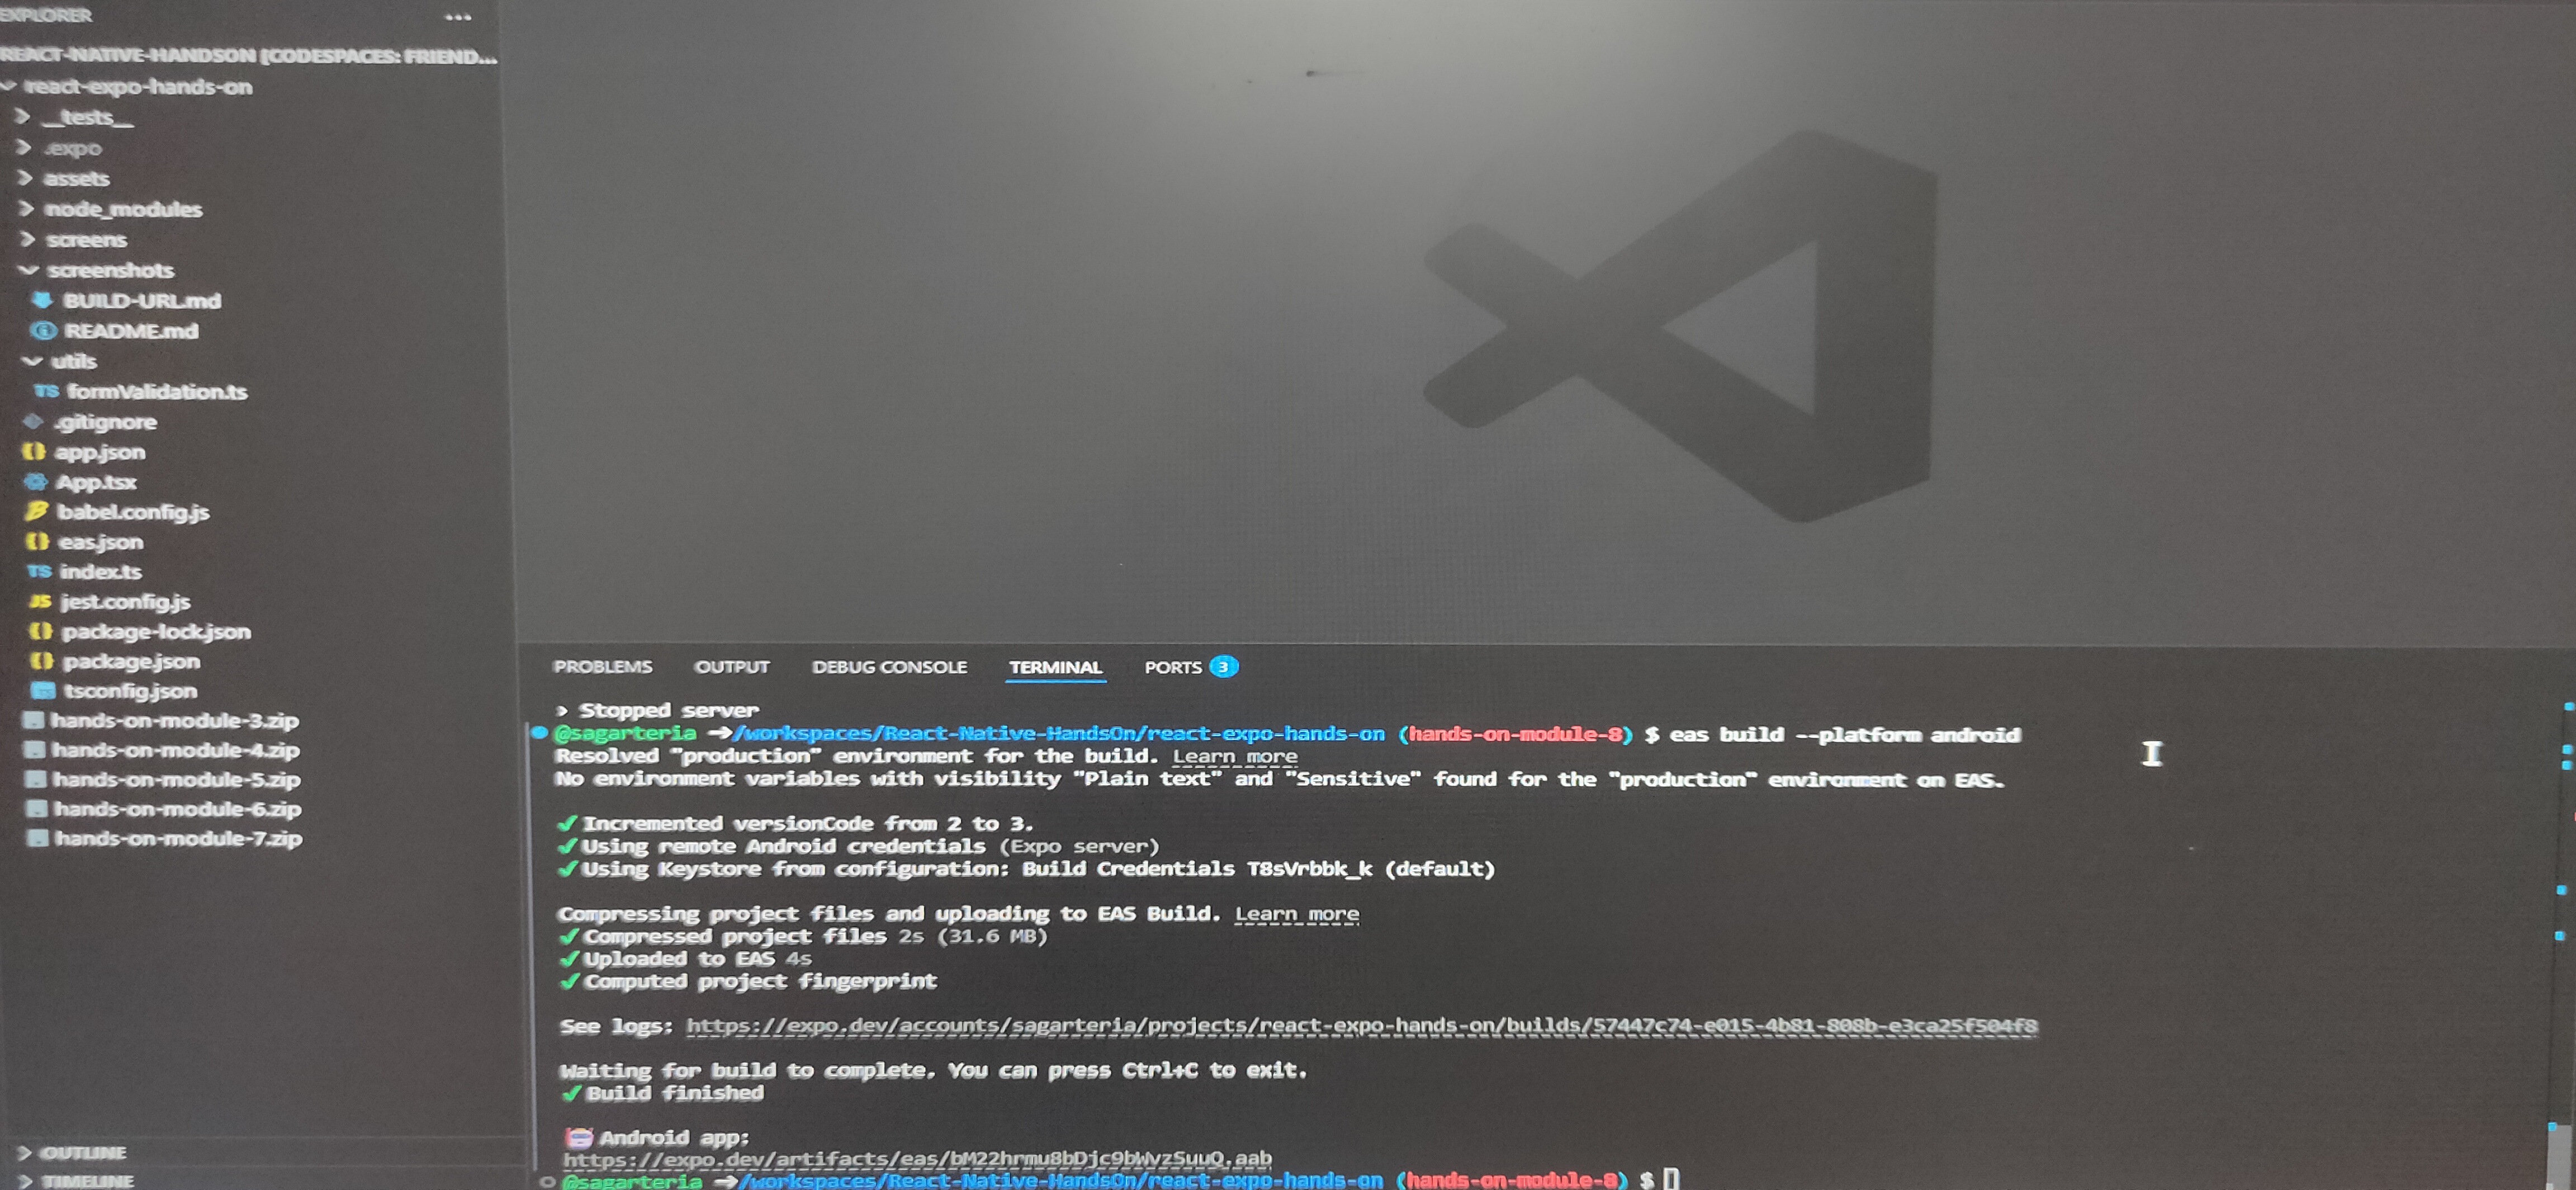 EXPLORER
REACT-NATIVE-HANDSON [CODESPACES: FRIEND...
react-expo-hands-on
__tests__
.expo
assets
node_modules
screens
screenshots
BUILD-URL.md
README.md
utils
TS formValidation.ts
.gitignore
{} app.json
App.tsx
babel.config.js
{} eas.json
TS index.ts
JS jest.config.js
{} package-lock.json
{} package.json
tsconfig.json
hands-on-module-3.zip
hands-on-module-4.zip
hands-on-module-5.zip
hands-on-module-6.zip
hands-on-module-7.zip
OUTLINE
TIMELINE
PROBLEMS OUTPUT DEBUG CONSOLE TERMINAL PORTS 3
› Stopped server
@sagarteria ➜/workspaces/React-Native-HandsOn/react-expo-hands-on (hands-on-module-8) $ eas build --platform android
Resolved "production" environment for the build. Learn more
No environment variables with visibility "Plain text" and "Sensitive" found for the "production" environment on EAS.
✔ Incremented versionCode from 2 to 3.
✔ Using remote Android credentials (Expo server)
✔ Using Keystore from configuration: Build Credentials T8sVrbbk_k (default)
Compressing project files and uploading to EAS Build. Learn more
✔ Compressed project files 2s (31.6 MB)
✔ Uploaded to EAS 4s
✔ Computed project fingerprint
See logs: https://expo.dev/accounts/sagarteria/projects/react-expo-hands-on/builds/57447c74-e015-4b81-808b-e3ca25f504f8
Waiting for build to complete. You can press Ctrl+C to exit.
✔ Build finished
🤖 Android app:
https://expo.dev/artifacts/eas/bM22hrmu8bDjc9bWvzSuuQ.aab
@sagarteria ➜/workspaces/React-Native-HandsOn/react-expo-hands-on (hands-on-module-8) $